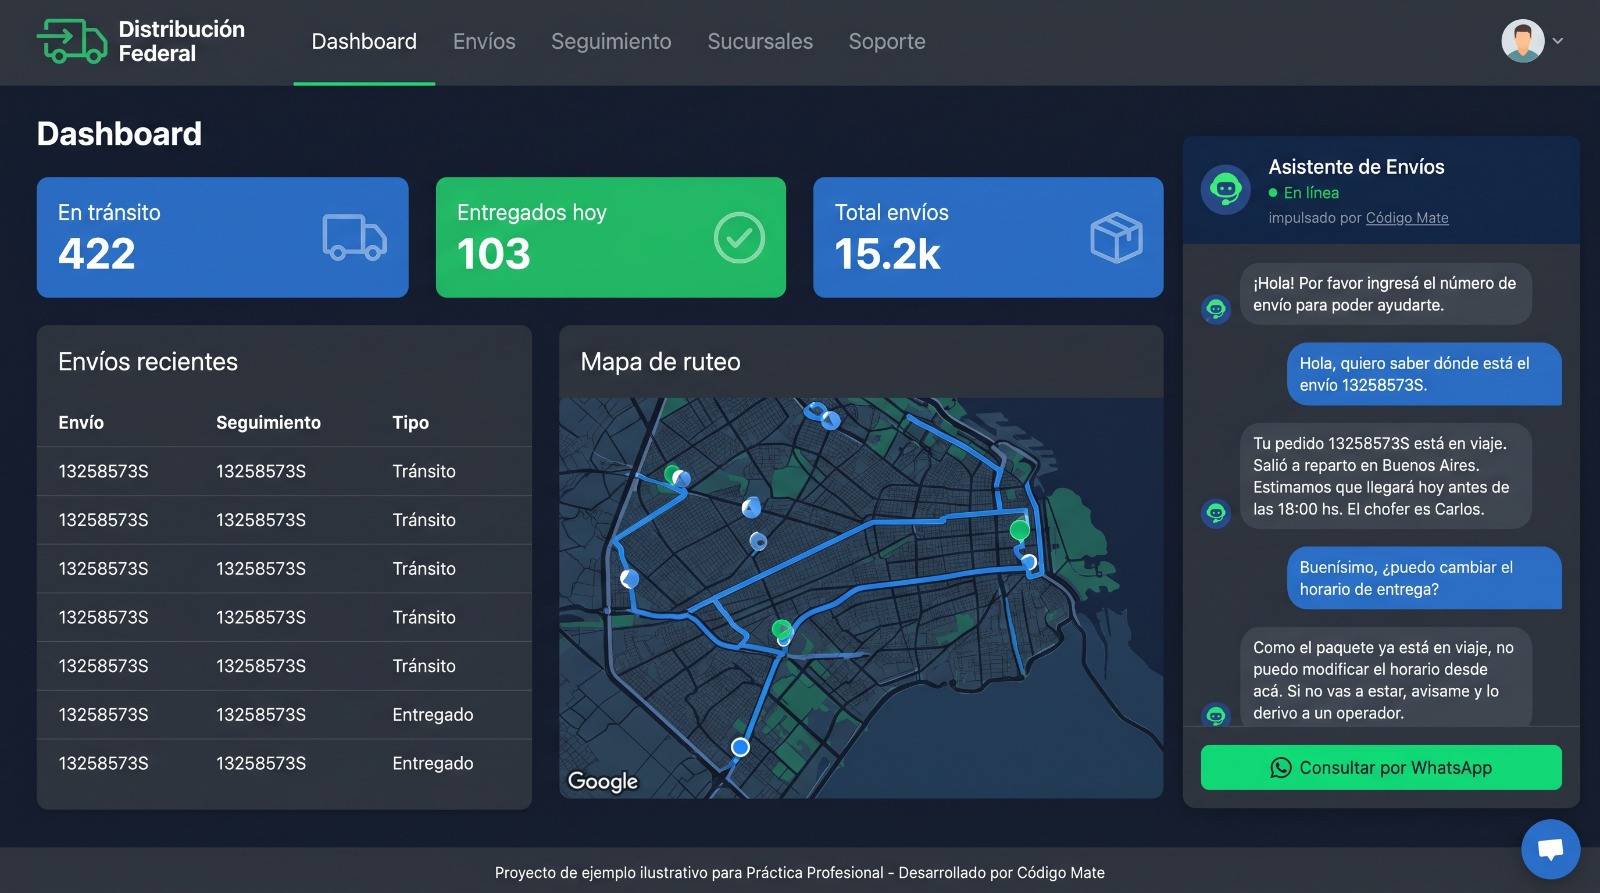 Distribución
Federal
Dashboard
Envíos
Seguimiento
Sucursales
Soporte
Dashboard
En tránsito
422
Entregados hoy
103
Total envíos
15.2k
Envíos recientes
Envío Seguimiento Tipo
13258573S 13258573S Tránsito
13258573S 13258573S Tránsito
13258573S 13258573S Tránsito
13258573S 13258573S Tránsito
13258573S 13258573S Tránsito
13258573S 13258573S Entregado
13258573S 13258573S Entregado
Mapa de ruteo
Google
Asistente de Envíos
En línea
impulsado por Código Mate
¡Hola! Por favor ingresá el número de
envío para poder ayudarte.
Hola, quiero saber dónde está el
envío 13258573S.
Tu pedido 13258573S está en viaje.
Salió a reparto en Buenos Aires.
Estimamos que llegará hoy antes de
las 18:00 hs. El chofer es Carlos.
Buenísimo, ¿puedo cambiar el
horario de entrega?
Como el paquete ya está en viaje, no
puedo modificar el horario desde
acá. Si no vas a estar, avisame y lo
derivo a un operador.
Consultar por WhatsApp
Proyecto de ejemplo ilustrativo para Práctica Profesional - Desarrollado por Código Mate